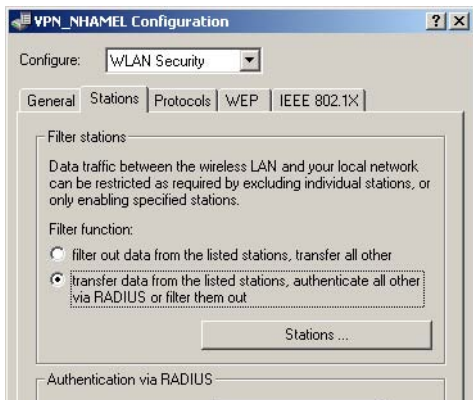 VPN_NHAMEL Configuration
Configure: WLAN Security
General Stations Protocols WEP IEEE 802.1X
Filter stations
Data traffic between the wireless LAN and your local network
can be restricted as required by excluding individual stations, or
only enabling specified stations.
Filter function:
filter out data from the listed stations, transfer all other
transfer data from the listed stations, authenticate all other
via RADIUS or filter them out
Stations ...
Authentication via RADIUS